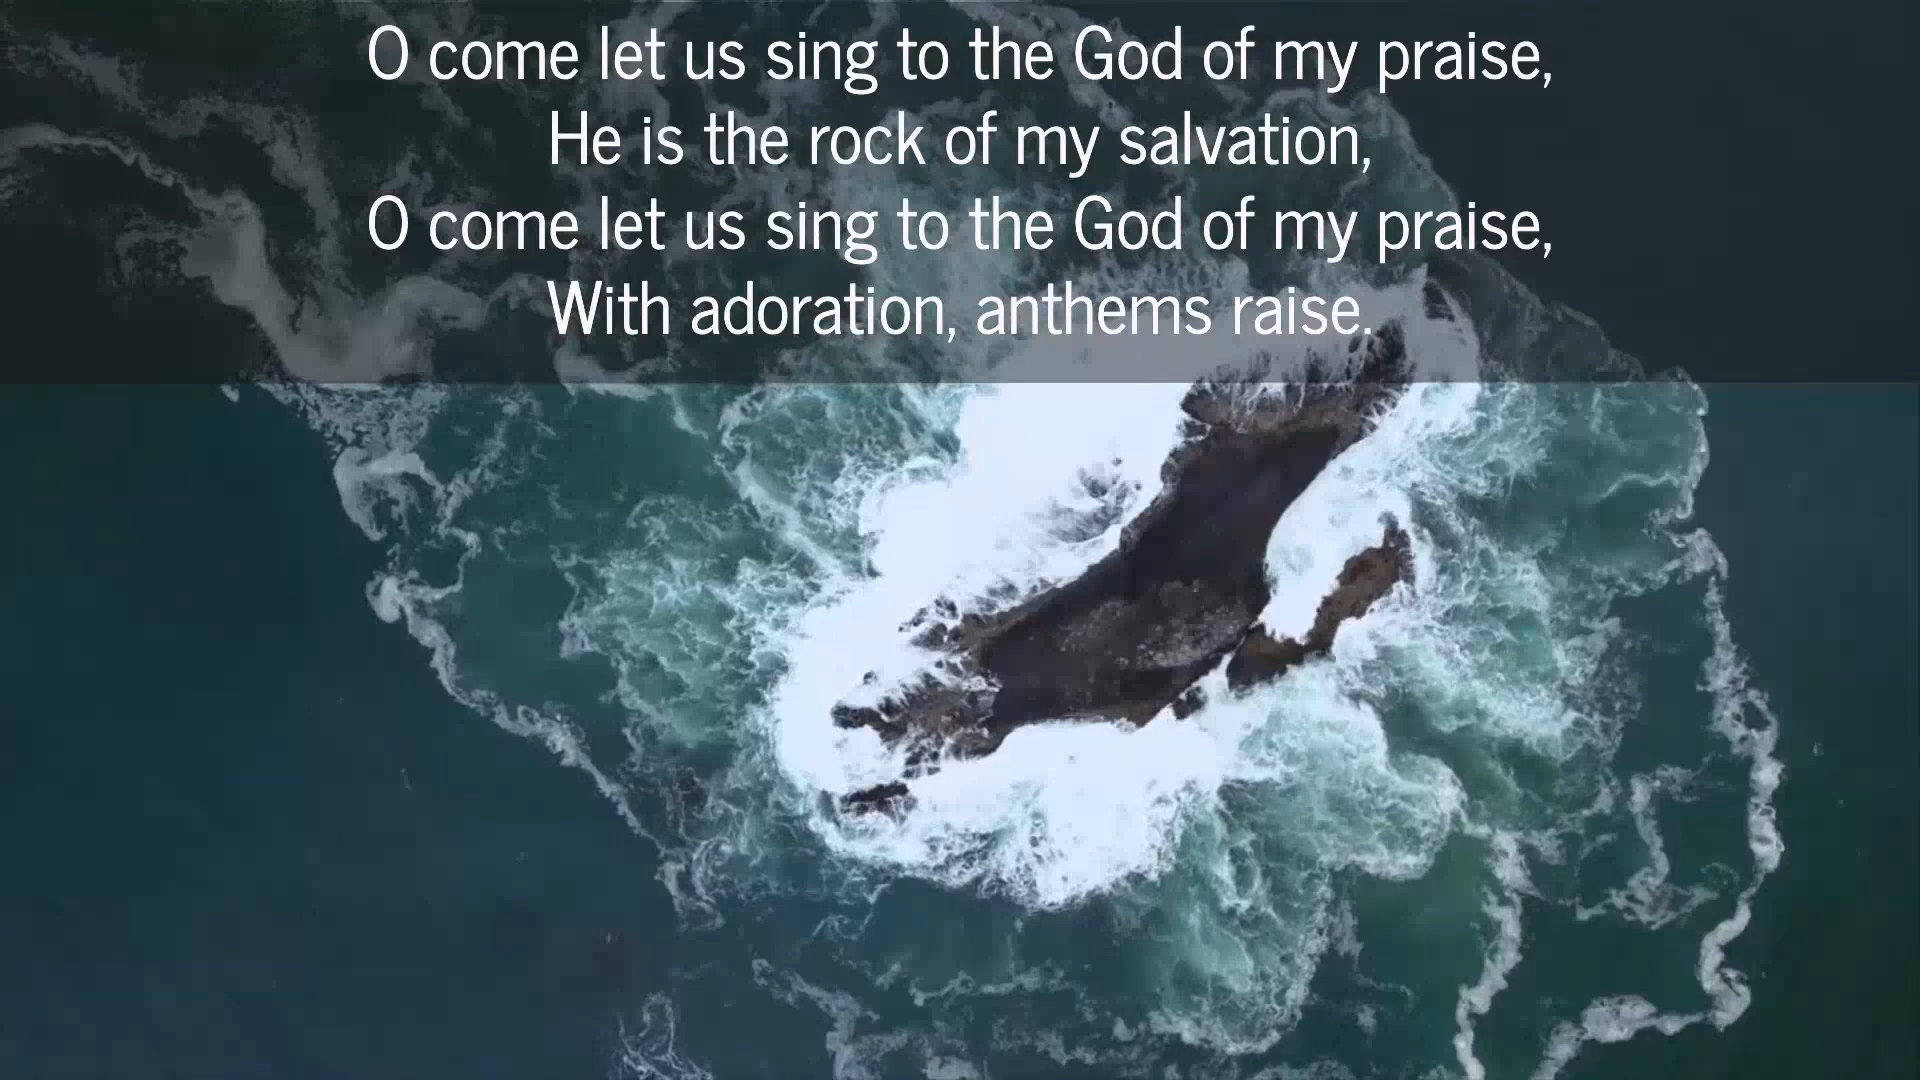 O come let us sing to the God of my praise,
He is the rock of my salvation,
O come let us sing to the God of my praise,
With adoration, anthems raise.